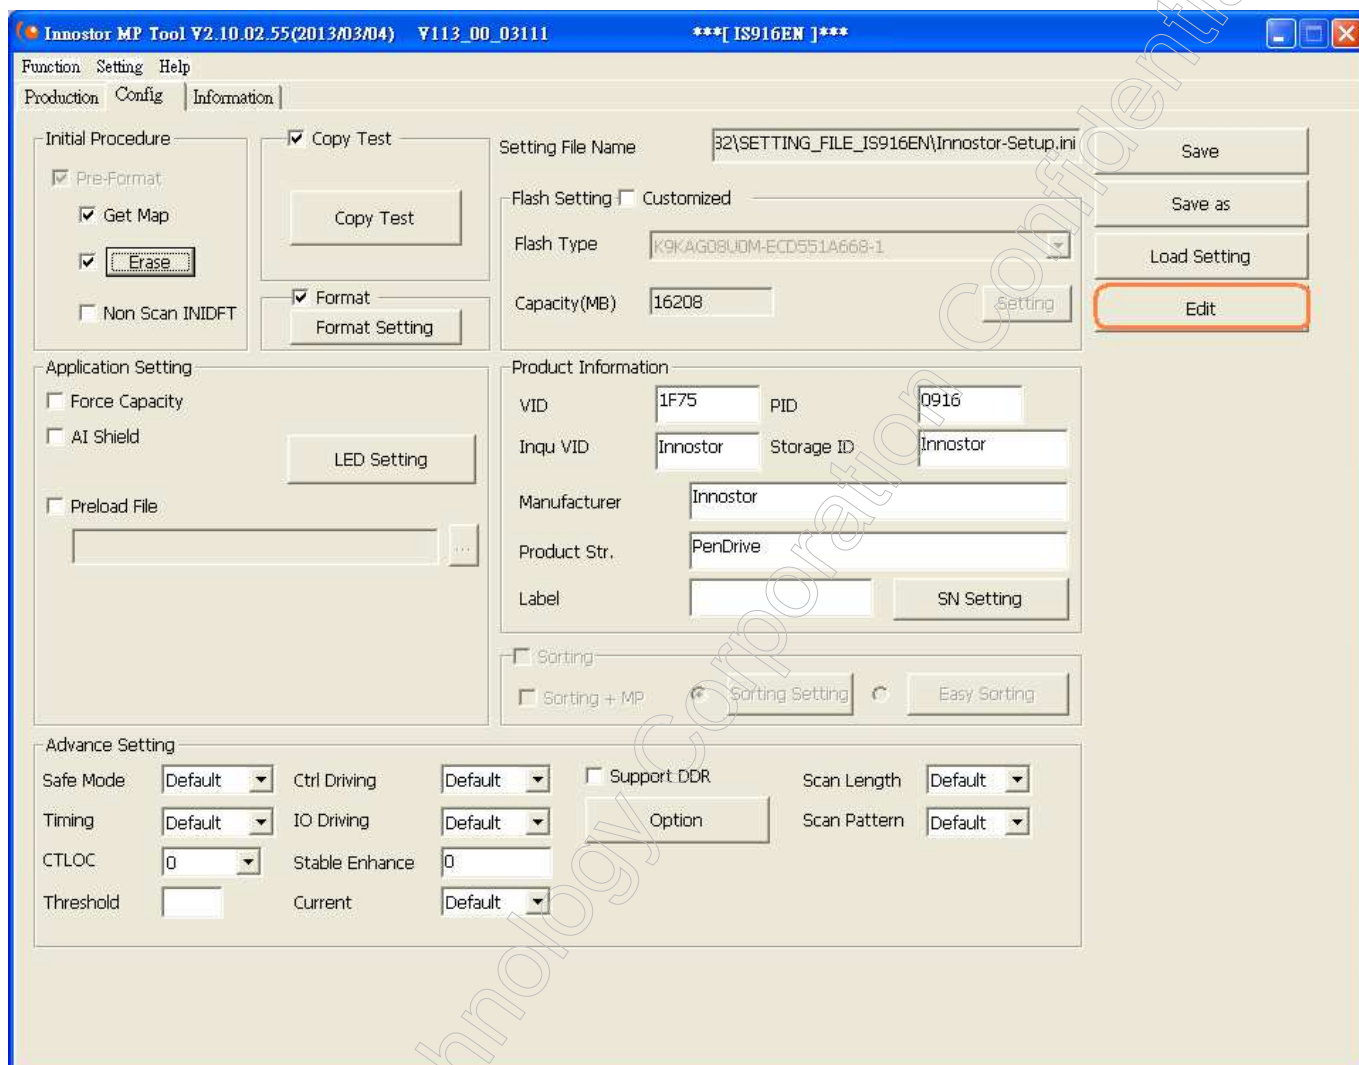 Innostor MP Tool V2.10.02.55(2013/03/04) V113_00_03111 ***[ IS916EN ]***
Function Setting Help
Production Config Information
Initial Procedure
Pre-Format
Get Map
Erase
Non Scan INIDFT
Copy Test
Copy Test
Format
Format Setting
Setting File Name 32\SETTING_FILE_IS916EN\Innostor-Setup.ini
Flash Setting Customized
Flash Type K9KAG08U0M-ECD551A668-1
Capacity(MB) 16208 Setting
Save
Save as
Load Setting
Edit
Application Setting
Force Capacity
AI Shield
LED Setting
Preload File
...
Product Information
VID 1F75 PID 0916
Inqu VID Innostor Storage ID Innostor
Manufacturer Innostor
Product Str. PenDrive
Label SN Setting
Sorting
Sorting + MP Sorting Setting Easy Sorting
Advance Setting
Safe Mode Default Ctrl Driving Default Support DDR Scan Length Default
Timing Default IO Driving Default Option Scan Pattern Default
CTLOC 0 Stable Enhance 0
Threshold Current Default
Technology Corporation Confidential